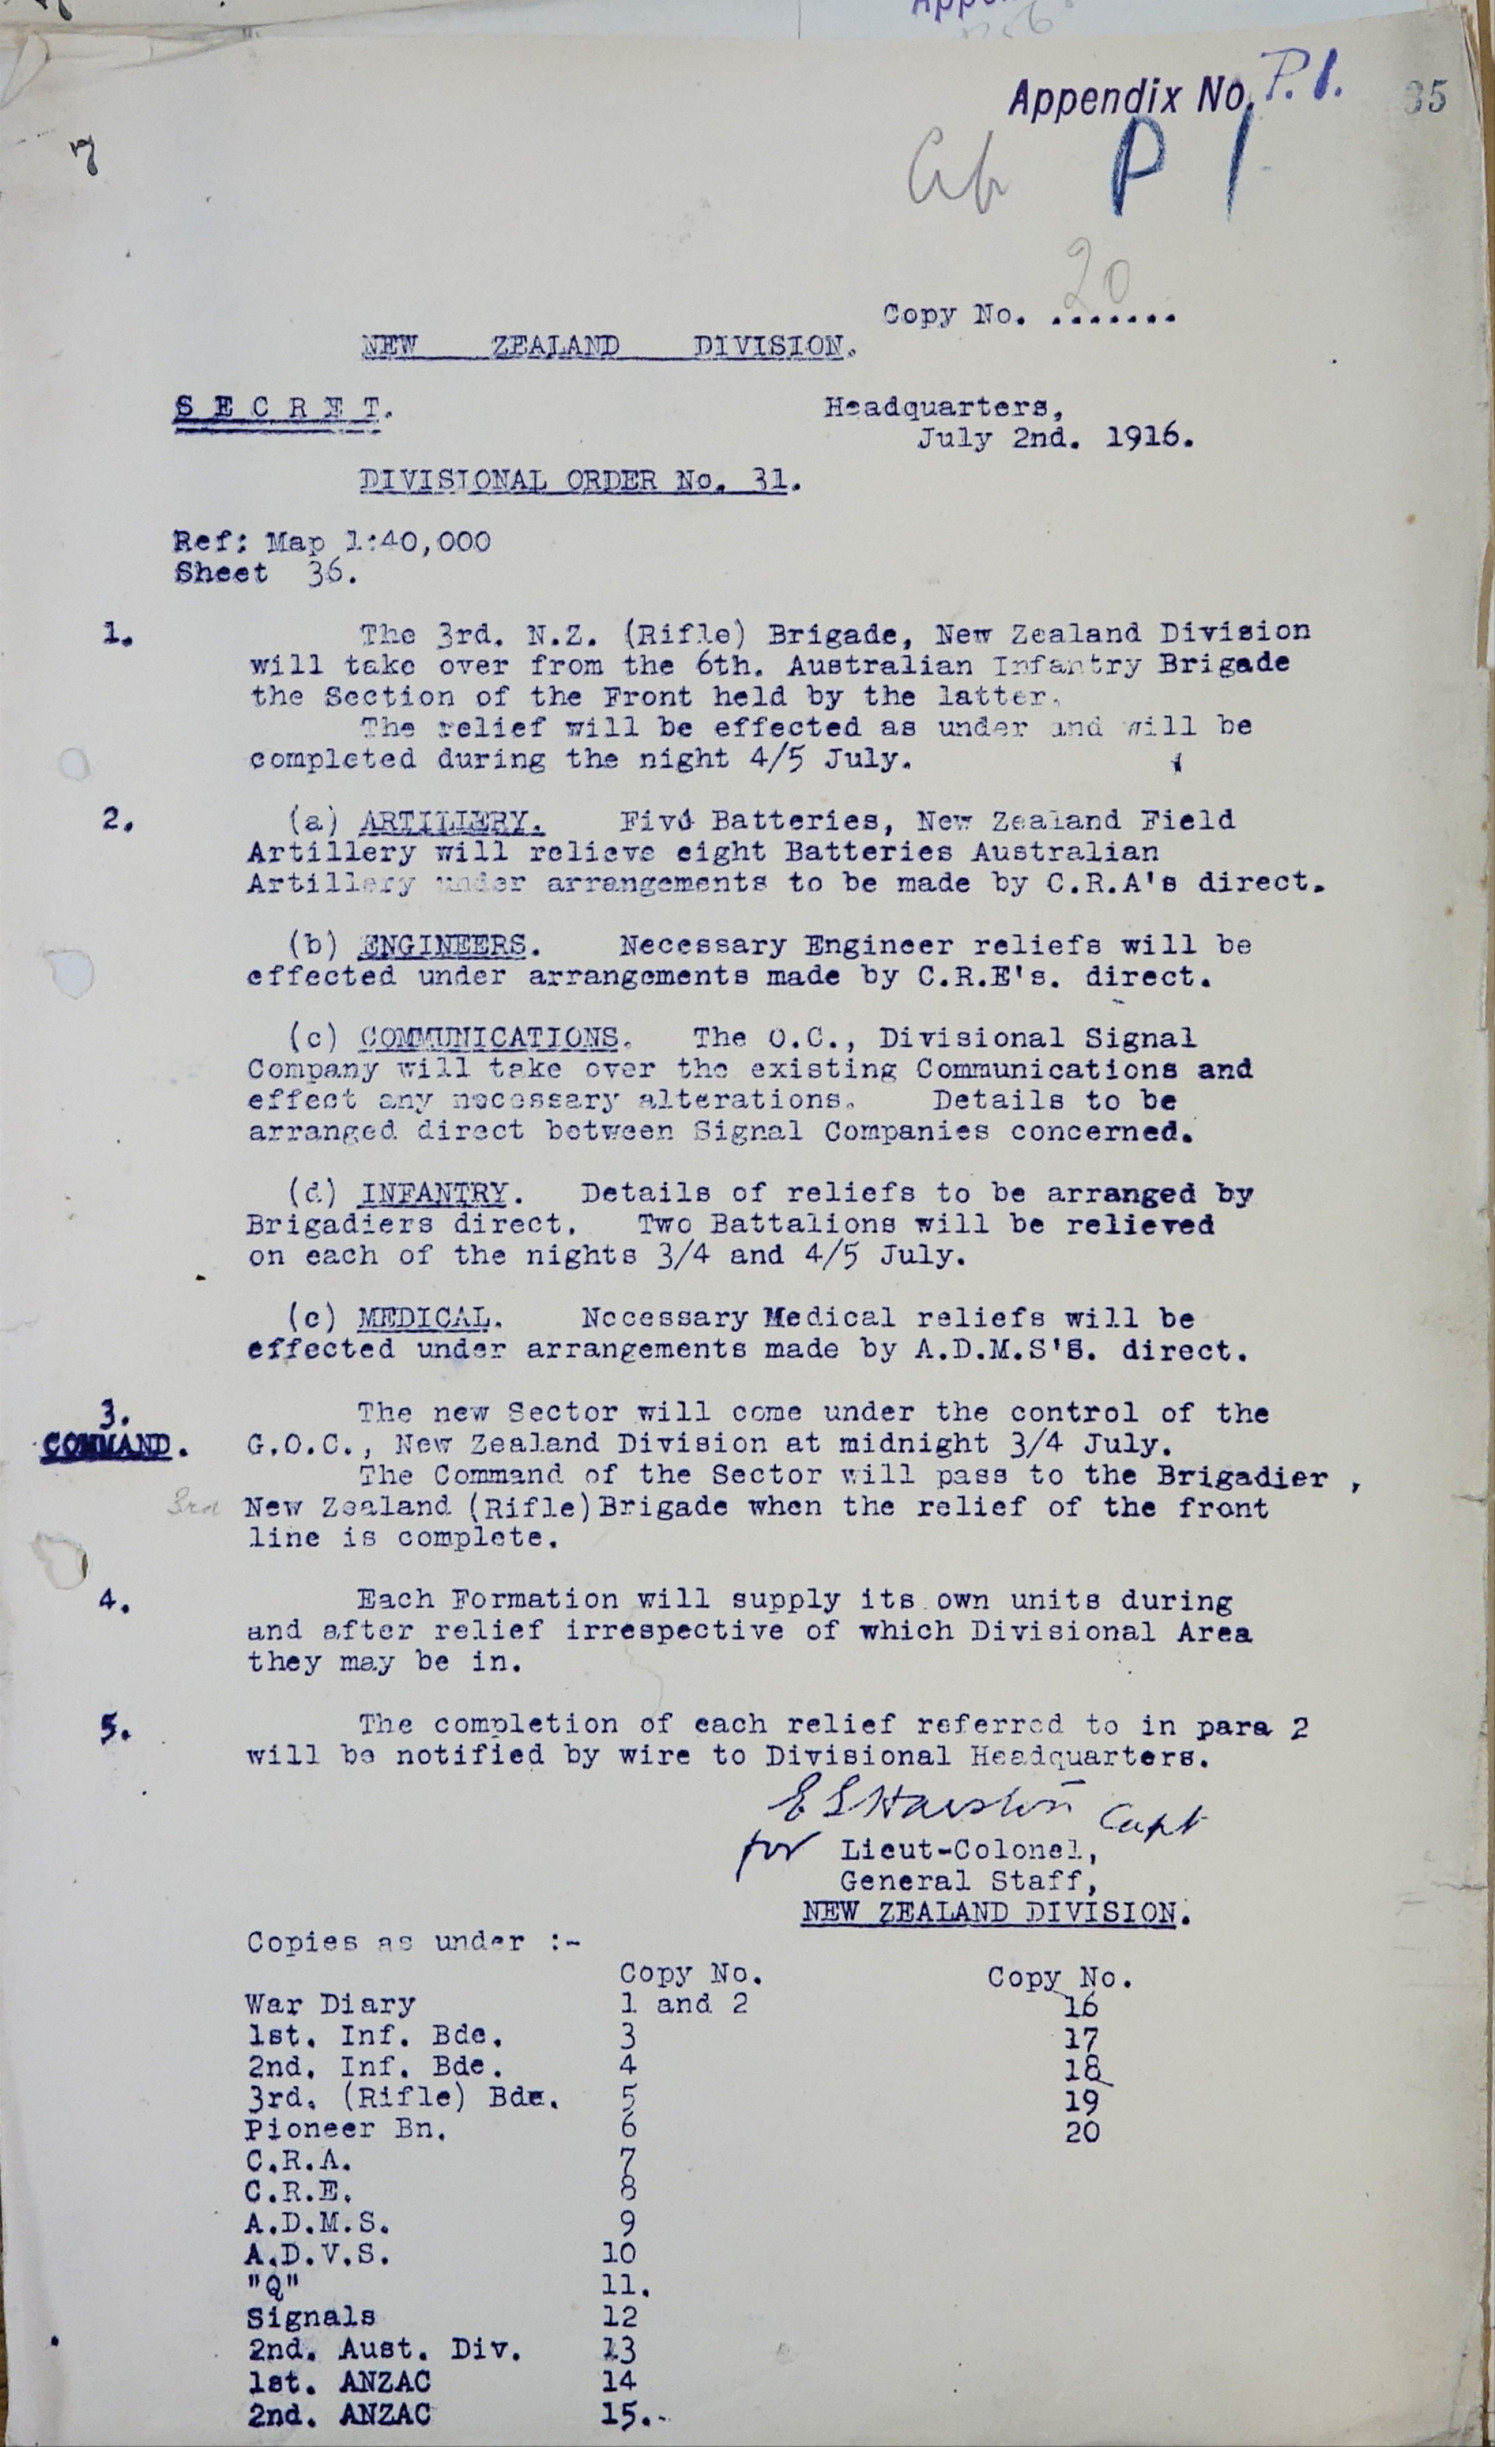 Appendix No. P.1.
35
7
P 1
Copy No. 20
NEW ZEALAND DIVISION.
SECRET.
Headquarters,
July 2nd. 1916.
DIVISIONAL ORDER No. 31.
Ref: Map 1:40,000
Sheet 36.
1. The 3rd. N.Z. (Rifle) Brigade, New Zealand Division
will take over from the 6th. Australian Infantry Brigade
the Section of the Front held by the latter.
The relief will be effected as under and will be
completed during the night 4/5 July.
2. (a) ARTILLERY. Five Batteries, New Zealand Field
Artillery will relieve eight Batteries Australian
Artillery under arrangements to be made by C.R.A's direct.
(b) ENGINEERS. Necessary Engineer reliefs will be
effected under arrangements made by C.R.E's. direct.
(c) COMMUNICATIONS. The O.C., Divisional Signal
Company will take over the existing Communications and
effect any necessary alterations. Details to be
arranged direct between Signal Companies concerned.
(d) INFANTRY. Details of reliefs to be arranged by
Brigadiers direct. Two Battalions will be relieved
on each of the nights 3/4 and 4/5 July.
(e) MEDICAL. Necessary Medical reliefs will be
effected under arrangements made by A.D.M.S'S. direct.
3. The new Sector will come under the control of the
COMMAND. G.O.C., New Zealand Division at midnight 3/4 July.
The Command of the Sector will pass to the Brigadier ,
3rd New Zealand (Rifle) Brigade when the relief of the front
line is complete.
4. Each Formation will supply its own units during
and after relief irrespective of which Divisional Area
they may be in.
5. The completion of each relief referred to in para 2
will be notified by wire to Divisional Headquarters.
Capt
for Lieut-Colonel,
General Staff,
NEW ZEALAND DIVISION.
Copies as under :-
Copy No. Copy No.
War Diary 1 and 2 16
1st. Inf. Bde. 3 17
2nd. Inf. Bde. 4 18
3rd. (Rifle) Bde. 5 19
Pioneer Bn. 6 20
C.R.A. 7
C.R.E. 8
A.D.M.S. 9
A.D.V.S. 10
"Q" 11.
Signals 12
2nd. Aust. Div. 13
1st. ANZAC 14
2nd. ANZAC 15.-